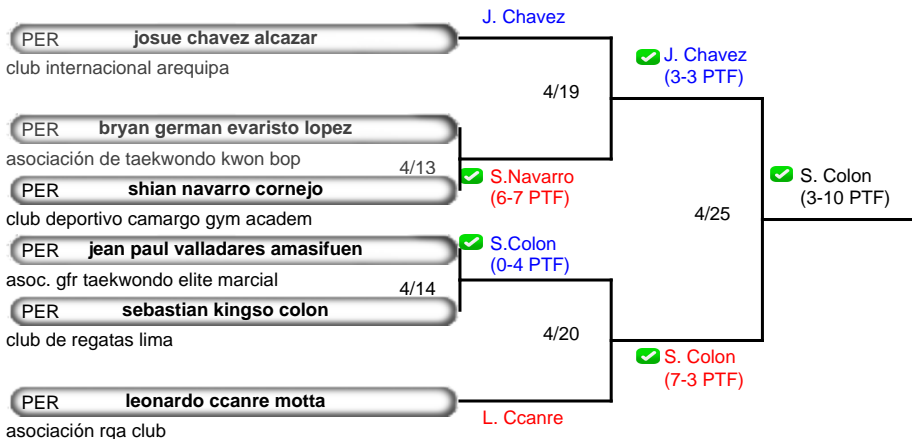 J. Chavez
PER josue chavez alcazar
club internacional arequipa
J. Chavez
(3-3 PTF)
4/19
PER bryan german evaristo lopez
asociación de taekwondo kwon bop
4/13
S.Navarro
(6-7 PTF)
PER shian navarro cornejo
club deportivo camargo gym academ
S. Colon
(3-10 PTF)
4/25
PER jean paul valladares amasifuen
asoc. gfr taekwondo elite marcial
S.Colon
(0-4 PTF)
4/14
PER sebastian kingso colon
club de regatas lima
4/20
S. Colon
(7-3 PTF)
PER leonardo ccanre motta
asociación rga club
L. Ccanre